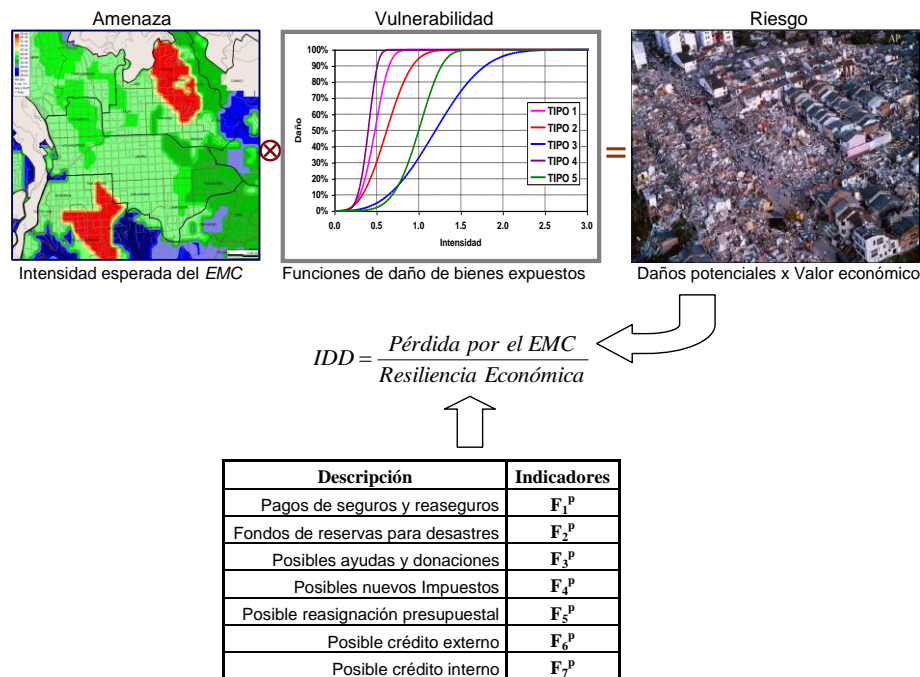 Amenaza
Vulnerabilidad
Riesgo
AP
100%
90%
80%
70%
60%
50%
40%
30%
20%
10%
0%
Daño
0.0 0.5 1.0 1.5 2.0 2.5 3.0
Intensidad
TIPO 1
TIPO 2
TIPO 3
TIPO 4
TIPO 5
=
Intensidad esperada del EMC
Funciones de daño de bienes expuestos
Daños potenciales x Valor económico
IDD = Pérdida por el EMC
Resiliencia Económica
Descripción Indicadores
Pagos de seguros y reaseguros F₁ᵖ
Fondos de reservas para desastres F₂ᵖ
Posibles ayudas y donaciones F₃ᵖ
Posibles nuevos Impuestos F₄ᵖ
Posible reasignación presupuestal F₅ᵖ
Posible crédito externo F₆ᵖ
Posible crédito interno F₇ᵖ